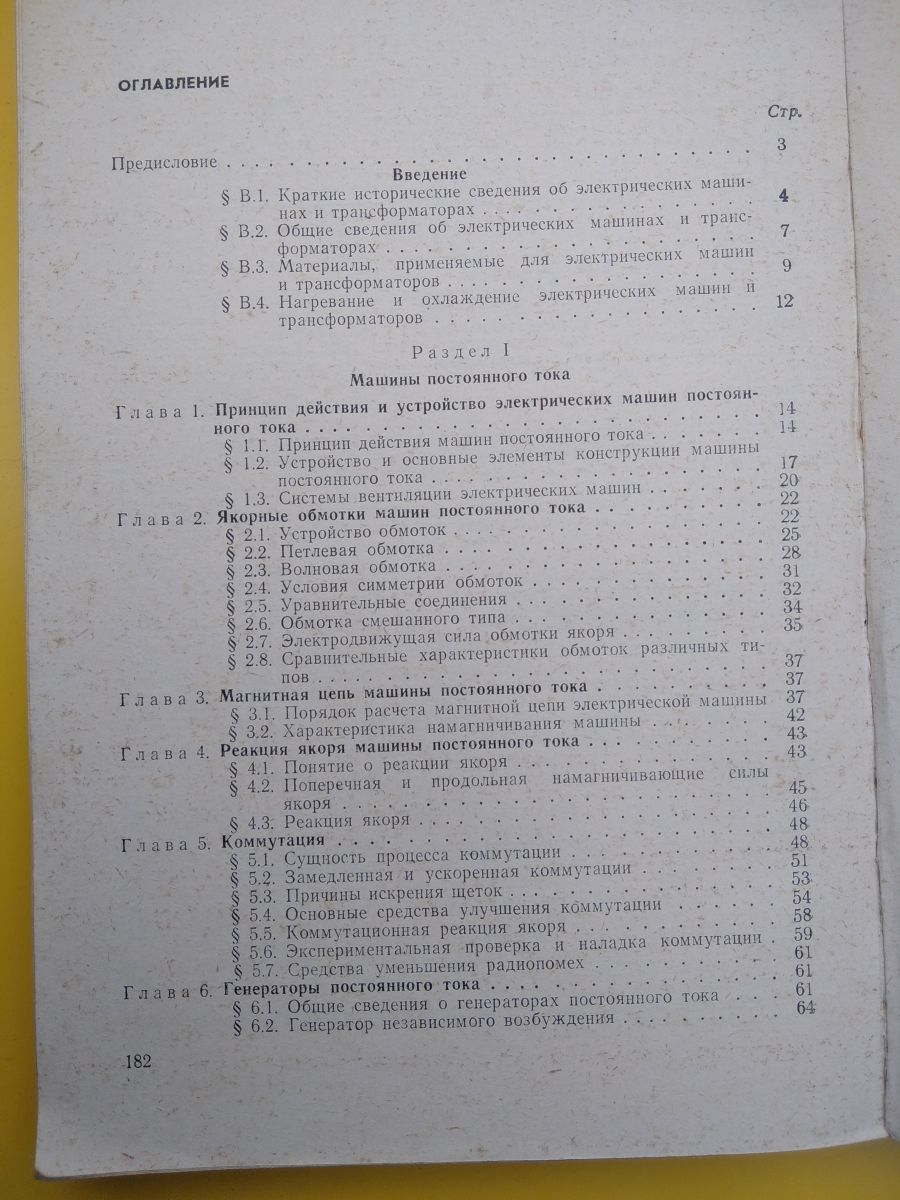 ОГЛАВЛЕНИЕ
Стр.
Предисловие . . . . . . . . . . . . . . . . . . . . 3
Введение
§ В.1. Краткие исторические сведения об электрических маши-
нах и трансформаторах . . . . . . . . . . . . 4
§ В.2. Общие сведения об электрических машинах и транс-
форматорах . . . . . . . . . . . . 7
§ В.3. Материалы, применяемые для электрических машин
и трансформаторов . . . . . . . . . . . . 9
§ В.4. Нагревание и охлаждение электрических машин и
трансформаторов . . . . . . . . . . . . 12
Раздел I
Машины постоянного тока
Глава 1. Принцип действия и устройство электрических машин постоян-
ного тока . . . . . . . . . . . . 14
§ 1.1. Принцип действия машин постоянного тока . . . . . . 14
§ 1.2. Устройство и основные элементы конструкции машины
постоянного тока . . . . . . . . . . . . 17
§ 1.3. Системы вентиляции электрических машин . . . . . . 20
Глава 2. Якорные обмотки машин постоянного тока . . . . . . 22
§ 2.1. Устройство обмоток . . . . . . . . . . . . 22
§ 2.2. Петлевая обмотка . . . . . . . . . . . . 25
§ 2.3. Волновая обмотка . . . . . . . . . . . . 28
§ 2.4. Условия симметрии обмоток . . . . . . . . . . 31
§ 2.5. Уравнительные соединения . . . . . . . . . . 32
§ 2.6. Обмотка смешанного типа . . . . . . . . . . 34
§ 2.7. Электродвижущая сила обмотки якоря . . . . . . 35
§ 2.8. Сравнительные характеристики обмоток различных ти-
пов . . . . . . . . . . . . 37
Глава 3. Магнитная цепь машины постоянного тока . . . . . . 37
§ 3.1. Порядок расчета магнитной цепи электрической машины 37
§ 3.2. Характеристика намагничивания машины . . . . . . 42
Глава 4. Реакция якоря машины постоянного тока . . . . . . 43
§ 4.1. Понятие о реакции якоря . . . . . . . . . . 43
§ 4.2. Поперечная и продольная намагничивающие силы
якоря . . . . . . . . . . . . 45
§ 4.3. Реакция якоря . . . . . . . . . . . . 46
Глава 5. Коммутация . . . . . . . . . . . . 48
§ 5.1. Сущность процесса коммутации . . . . . . . . 48
§ 5.2. Замедленная и ускоренная коммутации . . . . . . 51
§ 5.3. Причины искрения щеток . . . . . . . . . . 53
§ 5.4. Основные средства улучшения коммутации . . . . . . 54
§ 5.5. Коммутационная реакция якоря . . . . . . . . 58
§ 5.6. Экспериментальная проверка и наладка коммутации . 59
§ 5.7. Средства уменьшения радиопомех . . . . . . . . 61
Глава 6. Генераторы постоянного тока . . . . . . . . . . 61
§ 6.1. Общие сведения о генераторах постоянного тока . . . 61
§ 6.2. Генератор независимого возбуждения . . . . . . . 64
182